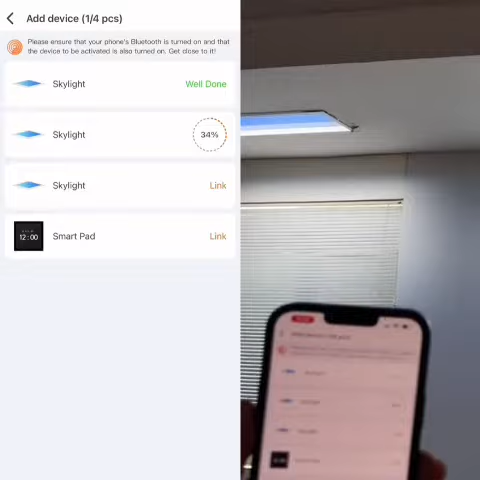 Add device (1/4 pcs)
Please ensure that your phone's Bluetooth is turned on and that
the device to be activated is also turned on. Get close to it!
Skylight
Well Done
Skylight
34%
Skylight
Link
12:00
Smart Pad
Link